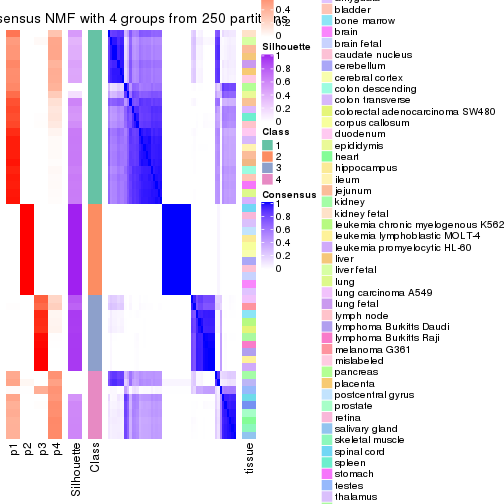 sensus NMF with 4 groups from 250 partitions
0.4
0.2
0
Silhouette
1
0.8
0.6
0.4
0.2
0
Class
1
2
3
4
Consensus
1
0.8
0.6
0.4
0.2
0
p1
p2
p3
p4
Silhouette
Class
tissue
bladder
bone marrow
brain
brain fetal
caudate nucleus
cerebellum
cerebral cortex
colon descending
colon transverse
colorectal adenocarcinoma SW480
corpus callosum
duodenum
epididymis
heart
hippocampus
ileum
jejunum
kidney
kidney fetal
leukemia chronic myelogenous K562
leukemia lymphoblastic MOLT-4
leukemia promyelocytic HL-60
liver
liver fetal
lung
lung carcinoma A549
lung fetal
lymph node
lymphoma Burkitts Daudi
lymphoma Burkitts Raji
melanoma G361
mislabeled
pancreas
placenta
postcentral gyrus
prostate
retina
salivary gland
skeletal muscle
spinal cord
spleen
stomach
testes
thalamus